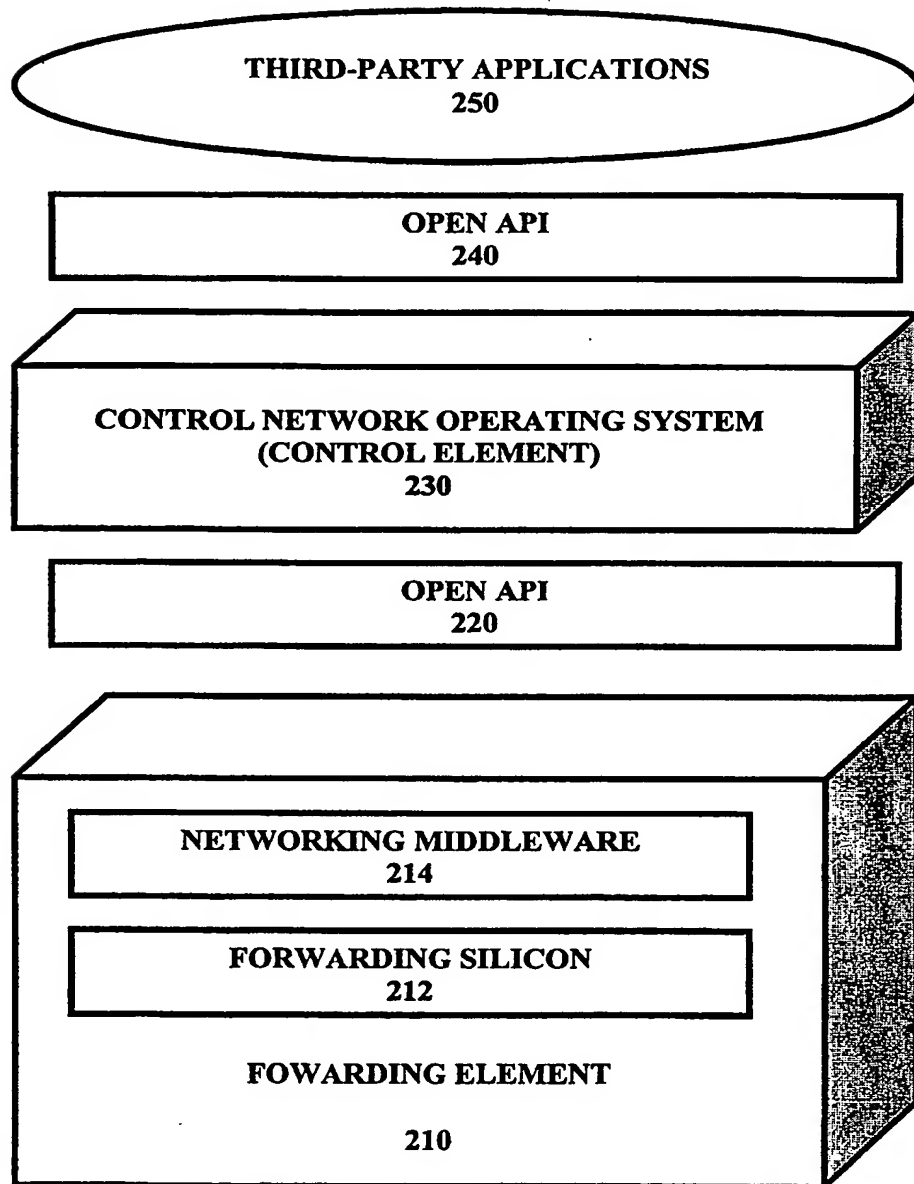 THIRD-PARTY APPLICATIONS
250
OPEN API
240
CONTROL NETWORK OPERATING SYSTEM
(CONTROL ELEMENT)
230
OPEN API
220
NETWORKING MIDDLEWARE
214
FORWARDING SILICON
212
FOWARDING ELEMENT
210